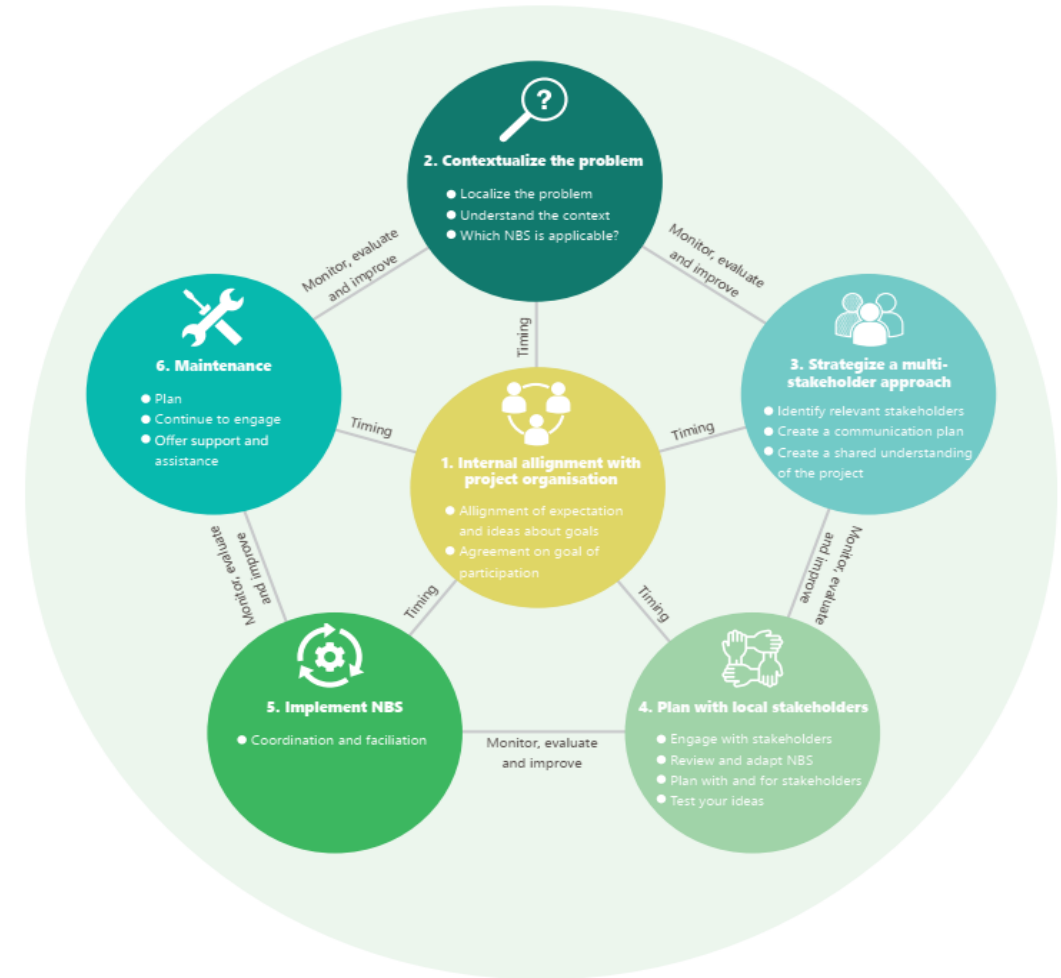 ?
2. Contextualize the problem
● Localize the problem
● Understand the context
● Which NBS is applicable?
Monitor, evaluate
and improve
Monitor, evaluate
and improve
Timing
6. Maintenance
● Plan
● Continue to engage
● Offer support and
assistance
3. Strategize a multi-
stakeholder approach
● Identify relevant stakeholders
● Create a communication plan
● Create a shared understanding
of the project
Timing
Timing
1. Internal allignment with
project organisation
● Allignment of expectation
and ideas about goals
● Agreement on goal of
participation
Monitor, evaluate
and improve
Monitor, evaluate
and improve
Timing
Timing
5. Implement NBS
● Coordination and faciliation
Monitor, evaluate
and improve
4. Plan with local stakeholders
● Engage with stakeholders
● Review and adapt NBS
● Plan with and for stakeholders
● Test your ideas